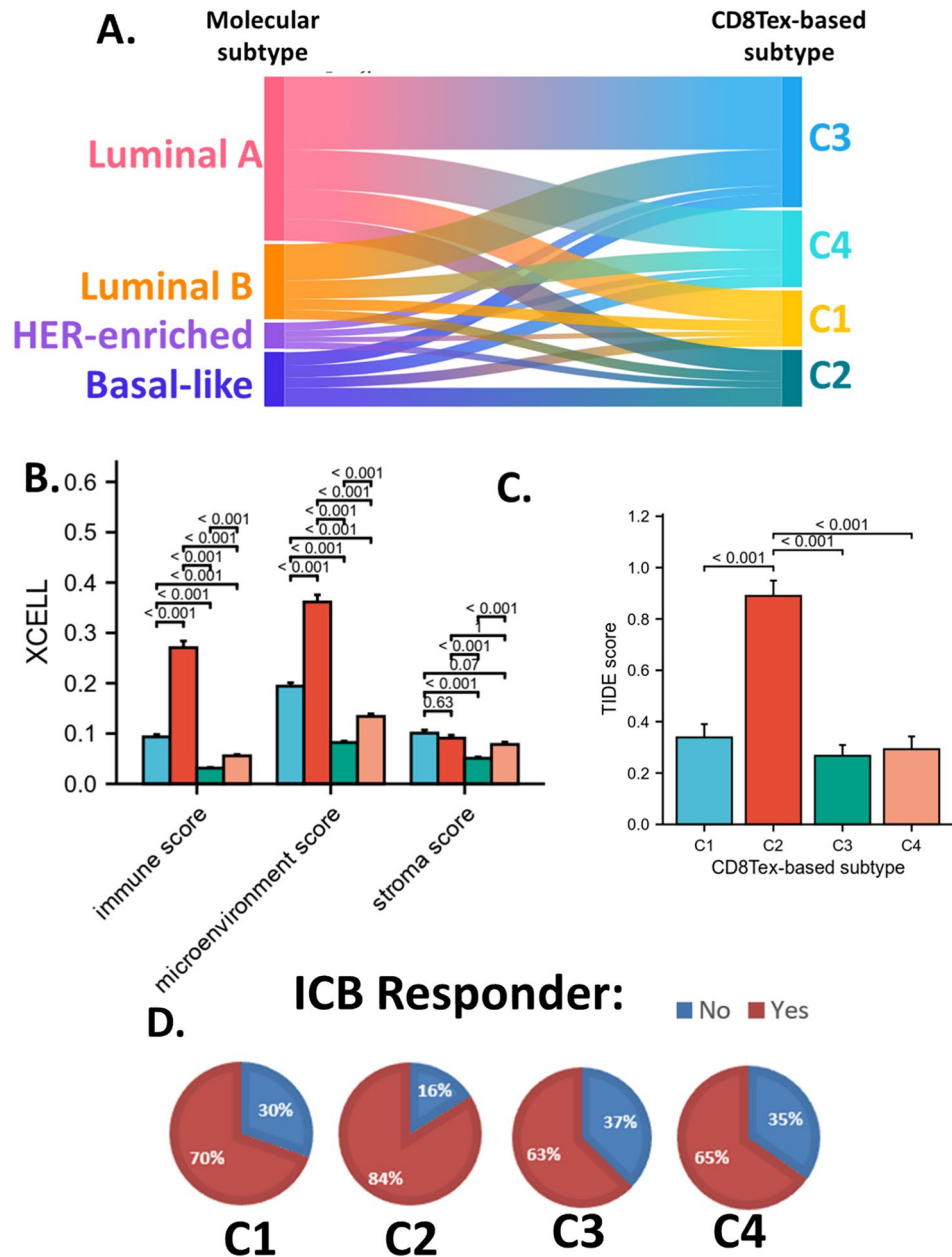 A.
Molecular
subtype
CD8Tex-based
subtype
Luminal A
Luminal B
HER-enriched
Basal-like
C3
C4
C1
C2
B.
XCELL
0.6
0.5
0.4
0.3
0.2
0.1
0.0
< 0.001
< 0.001
< 0.001
< 0.001
< 0.001
< 0.001
< 0.001
< 0.001
< 0.001
< 0.001
< 0.001
< 0.001
< 0.001
1
< 0.001
0.07
< 0.001
0.63
immune score
microenvironment score
stroma score
C.
TIDE score
1.2
1.0
0.8
0.6
0.4
0.2
0.0
< 0.001
< 0.001
< 0.001
C1 C2 C3 C4
CD8Tex-based subtype
ICB Responder:
No Yes
D.
30%
70%
16%
84%
37%
63%
35%
65%
C1 C2 C3 C4